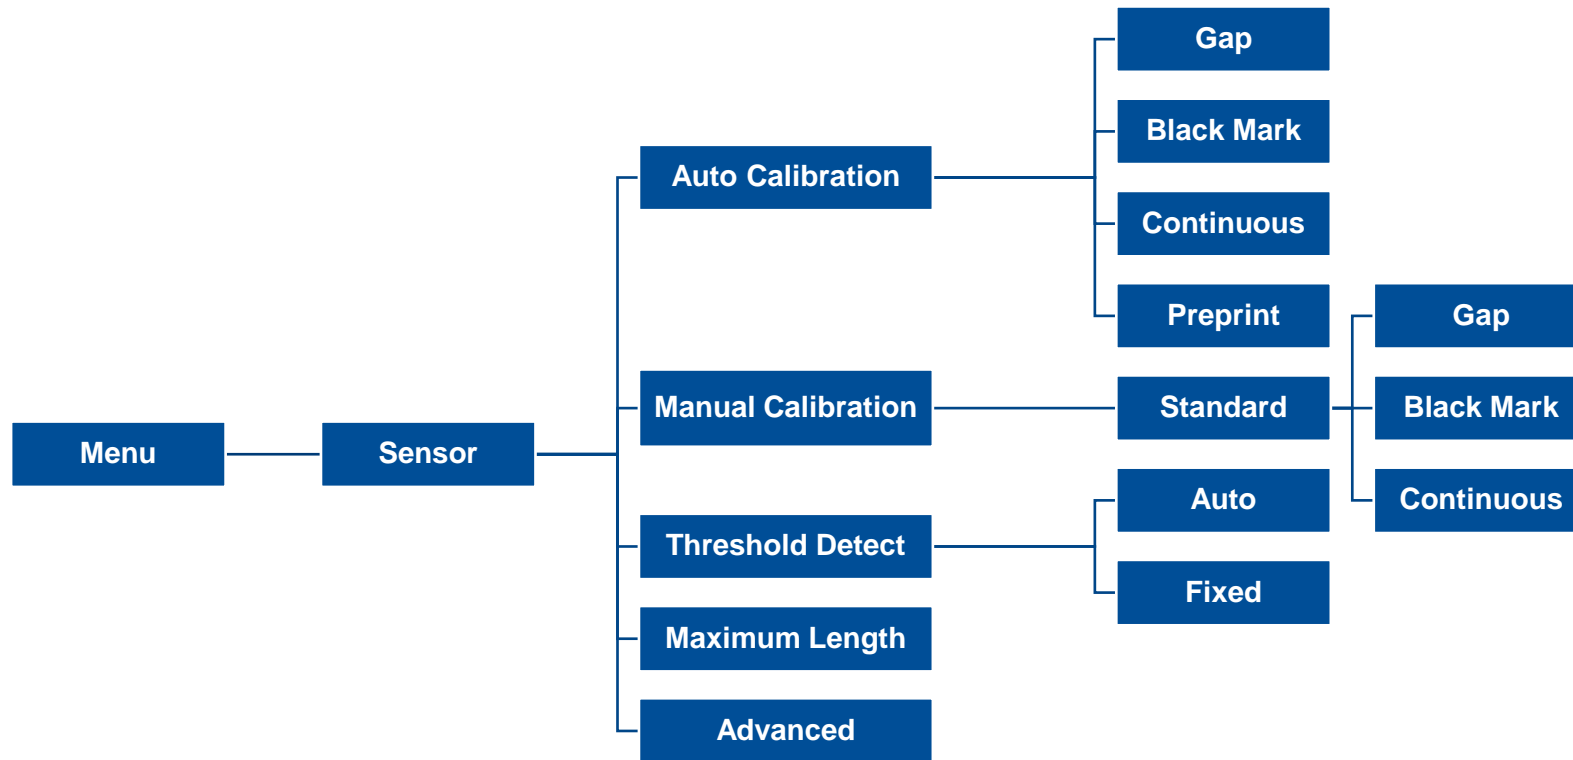 Gap
Black Mark
Auto Calibration
Continuous
Preprint
Gap
Manual Calibration
Standard
Black Mark
Menu
Sensor
Auto
Continuous
Threshold Detect
Fixed
Maximum Length
Advanced